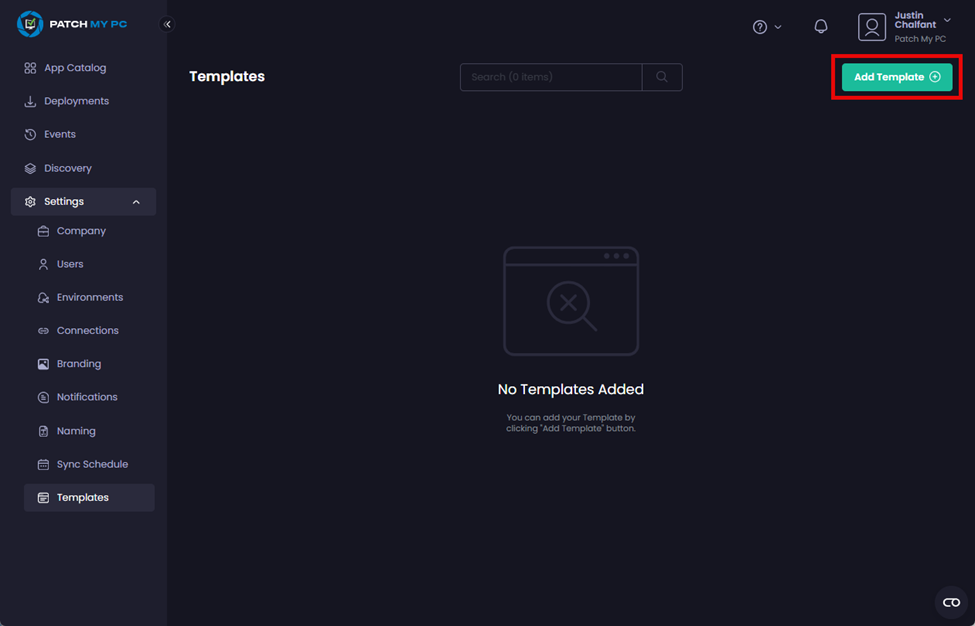 PATCH MY PC
Justin
Chalfant
Patch My PC
App Catalog
Deployments
Events
Discovery
Settings
Company
Users
Environments
Connections
Branding
Notifications
Naming
Sync Schedule
Templates
Templates
Search (0 items)
Add Template
No Templates Added
You can add your Template by
clicking "Add Template" button.